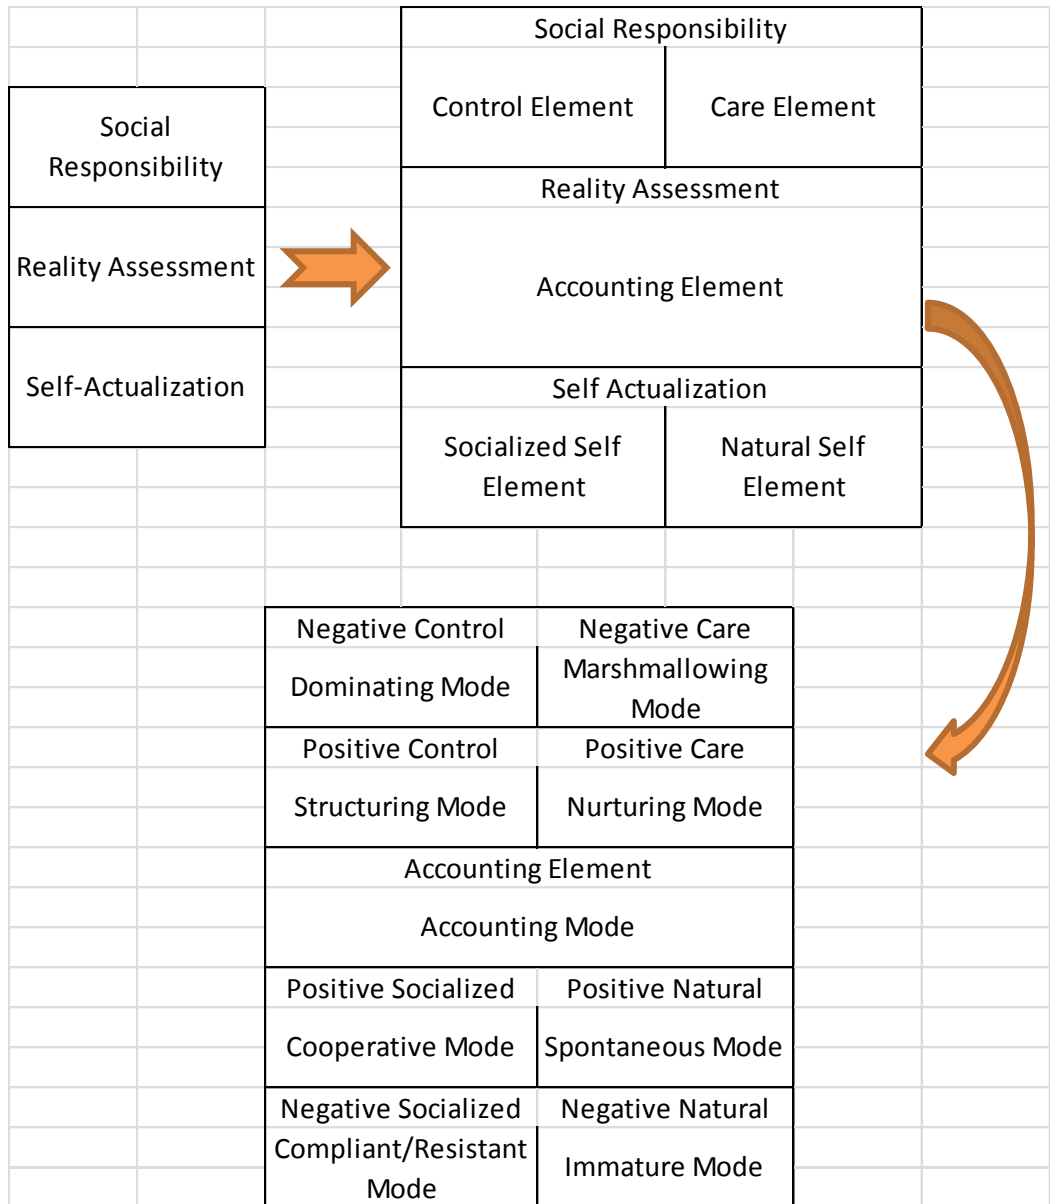 Social
Responsibility
Reality Assessment
Self-Actualization
Social Responsibility
Control Element
Care Element
Reality Assessment
Accounting Element
Self Actualization
Socialized Self
Element
Natural Self
Element
Negative Control
Negative Care
Dominating Mode
Marshmallowing
Mode
Positive Control
Positive Care
Structuring Mode
Nurturing Mode
Accounting Element
Accounting Mode
Positive Socialized
Positive Natural
Cooperative Mode
Spontaneous Mode
Negative Socialized
Negative Natural
Compliant/Resistant
Mode
Immature Mode